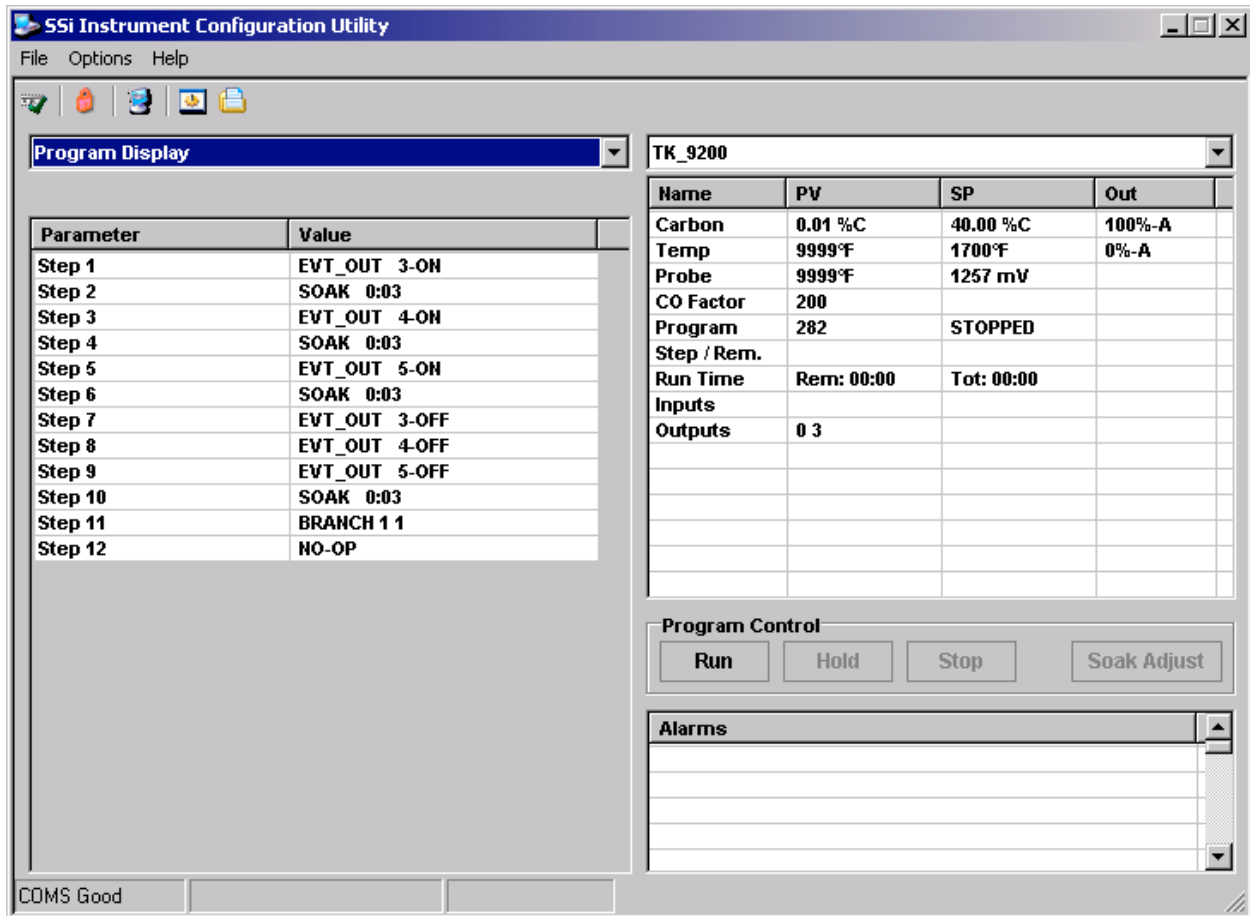 SSi Instrument Configuration Utility
File Options Help
Program Display
Parameter Value
Step 1 EVT_OUT 3-ON
Step 2 SOAK 0:03
Step 3 EVT_OUT 4-ON
Step 4 SOAK 0:03
Step 5 EVT_OUT 5-ON
Step 6 SOAK 0:03
Step 7 EVT_OUT 3-OFF
Step 8 EVT_OUT 4-OFF
Step 9 EVT_OUT 5-OFF
Step 10 SOAK 0:03
Step 11 BRANCH 1 1
Step 12 NO-OP
TK_9200
Name PV SP Out
Carbon 0.01 %C 40.00 %C 100%-A
Temp 9999°F 1700°F 0%-A
Probe 9999°F 1257 mV
CO Factor 200
Program 282 STOPPED
Step / Rem.
Run Time Rem: 00:00 Tot: 00:00
Inputs
Outputs 0 3
Program Control
Run Hold Stop Soak Adjust
Alarms
COMS Good